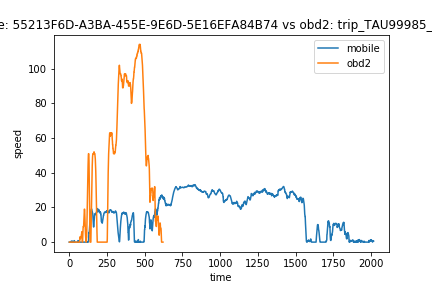 e: 55213F6D-A3BA-455E-9E6D-5E16EFA84B74 vs obd2: trip_TAU99985_
mobile
obd2
100
80
60
40
20
0
speed
0 250 500 750 1000 1250 1500 1750 2000
time